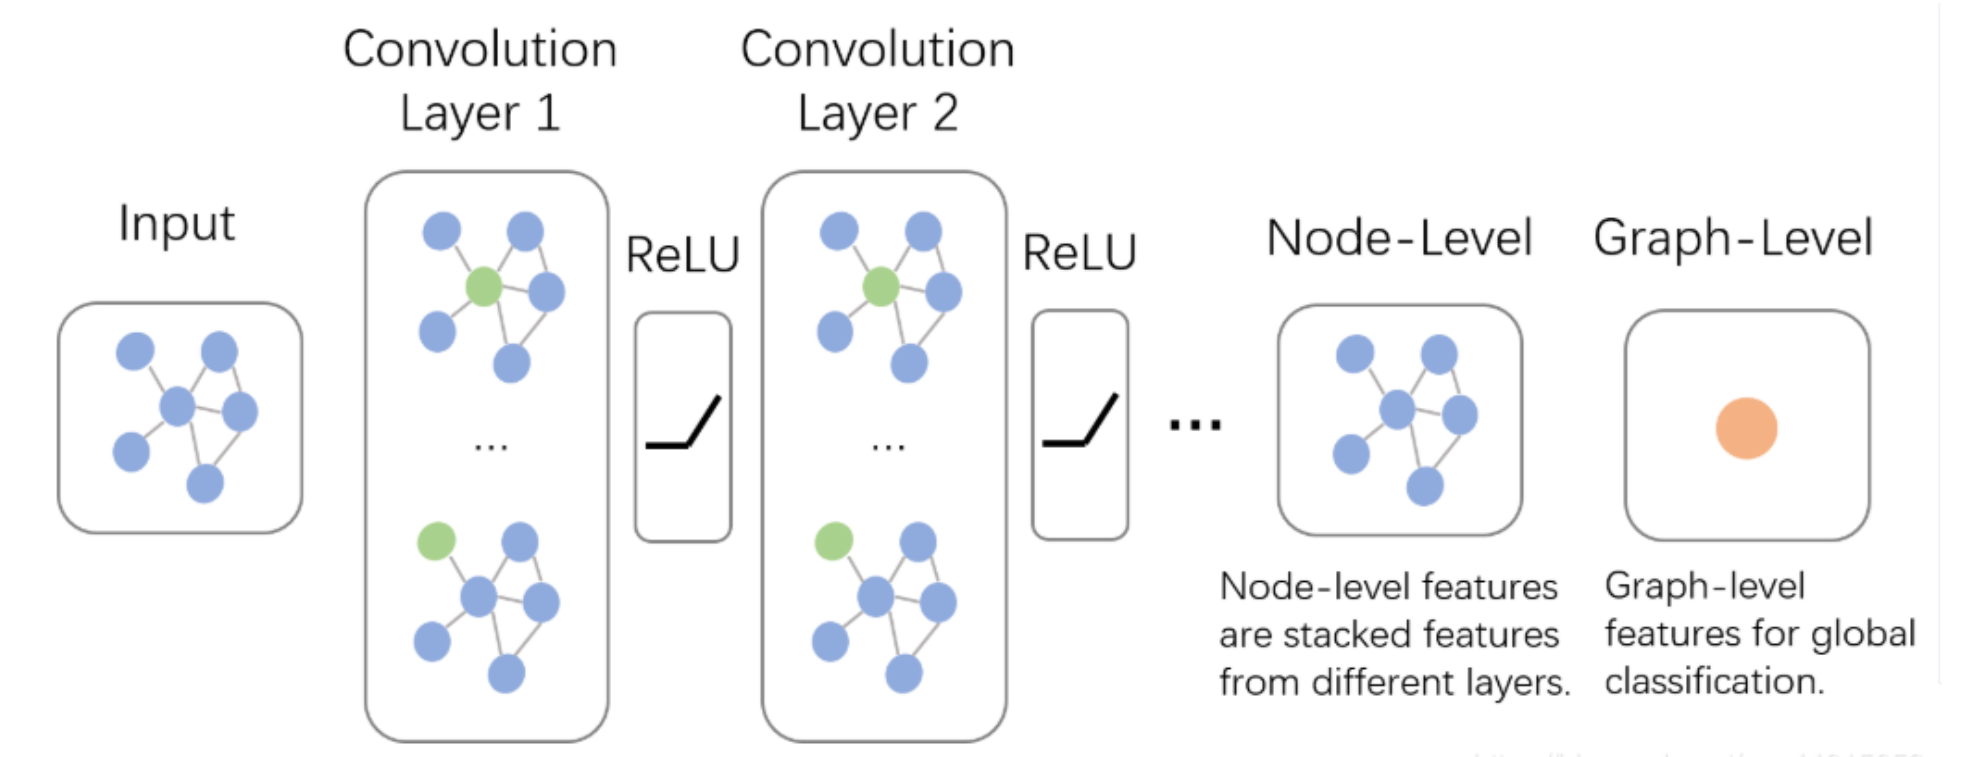 Input
Convolution
Layer 1
ReLU
Convolution
Layer 2
ReLU
...
...
...
Node-Level
Node-level features
are stacked features
from different layers.
Graph-Level
Graph-level
features for global
classification.